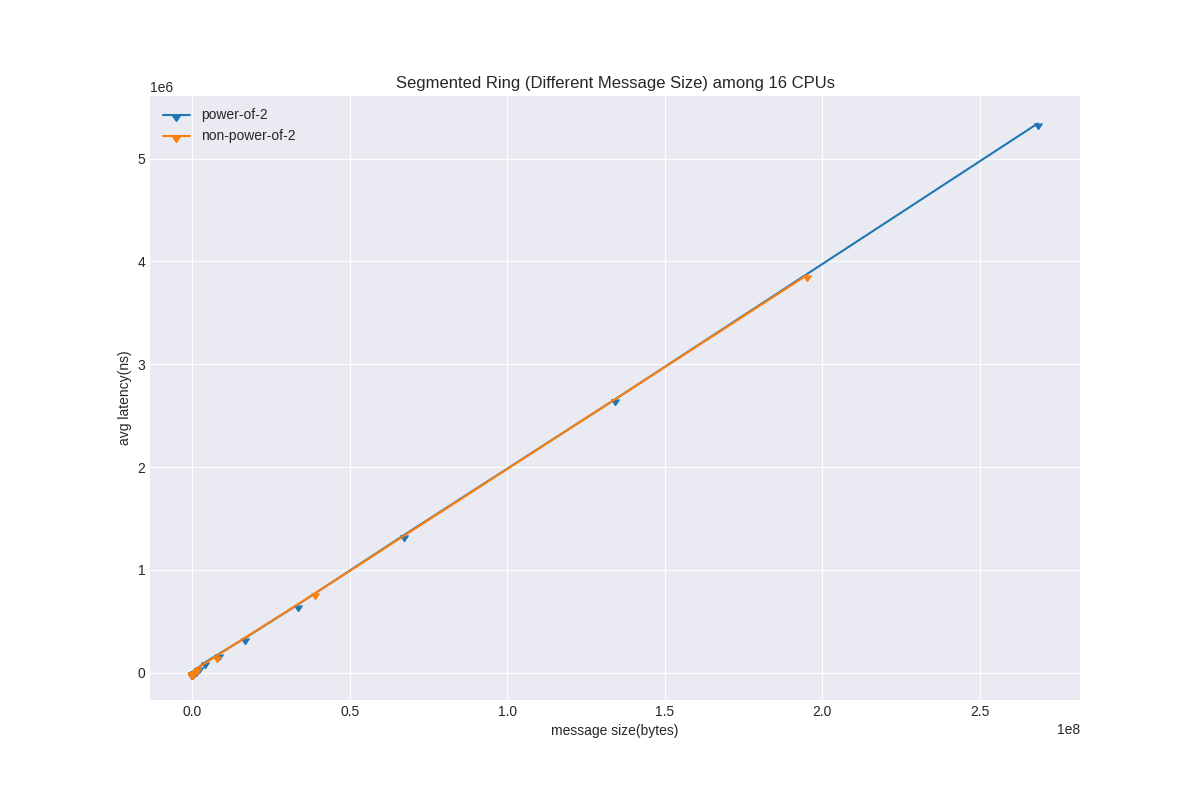 Segmented Ring (Different Message Size) among 16 CPUs
1e6
power-of-2
non-power-of-2
5
4
3
2
1
0
avg latency(ns)
0.0 0.5 1.0 1.5 2.0 2.5
message size(bytes)
1e8